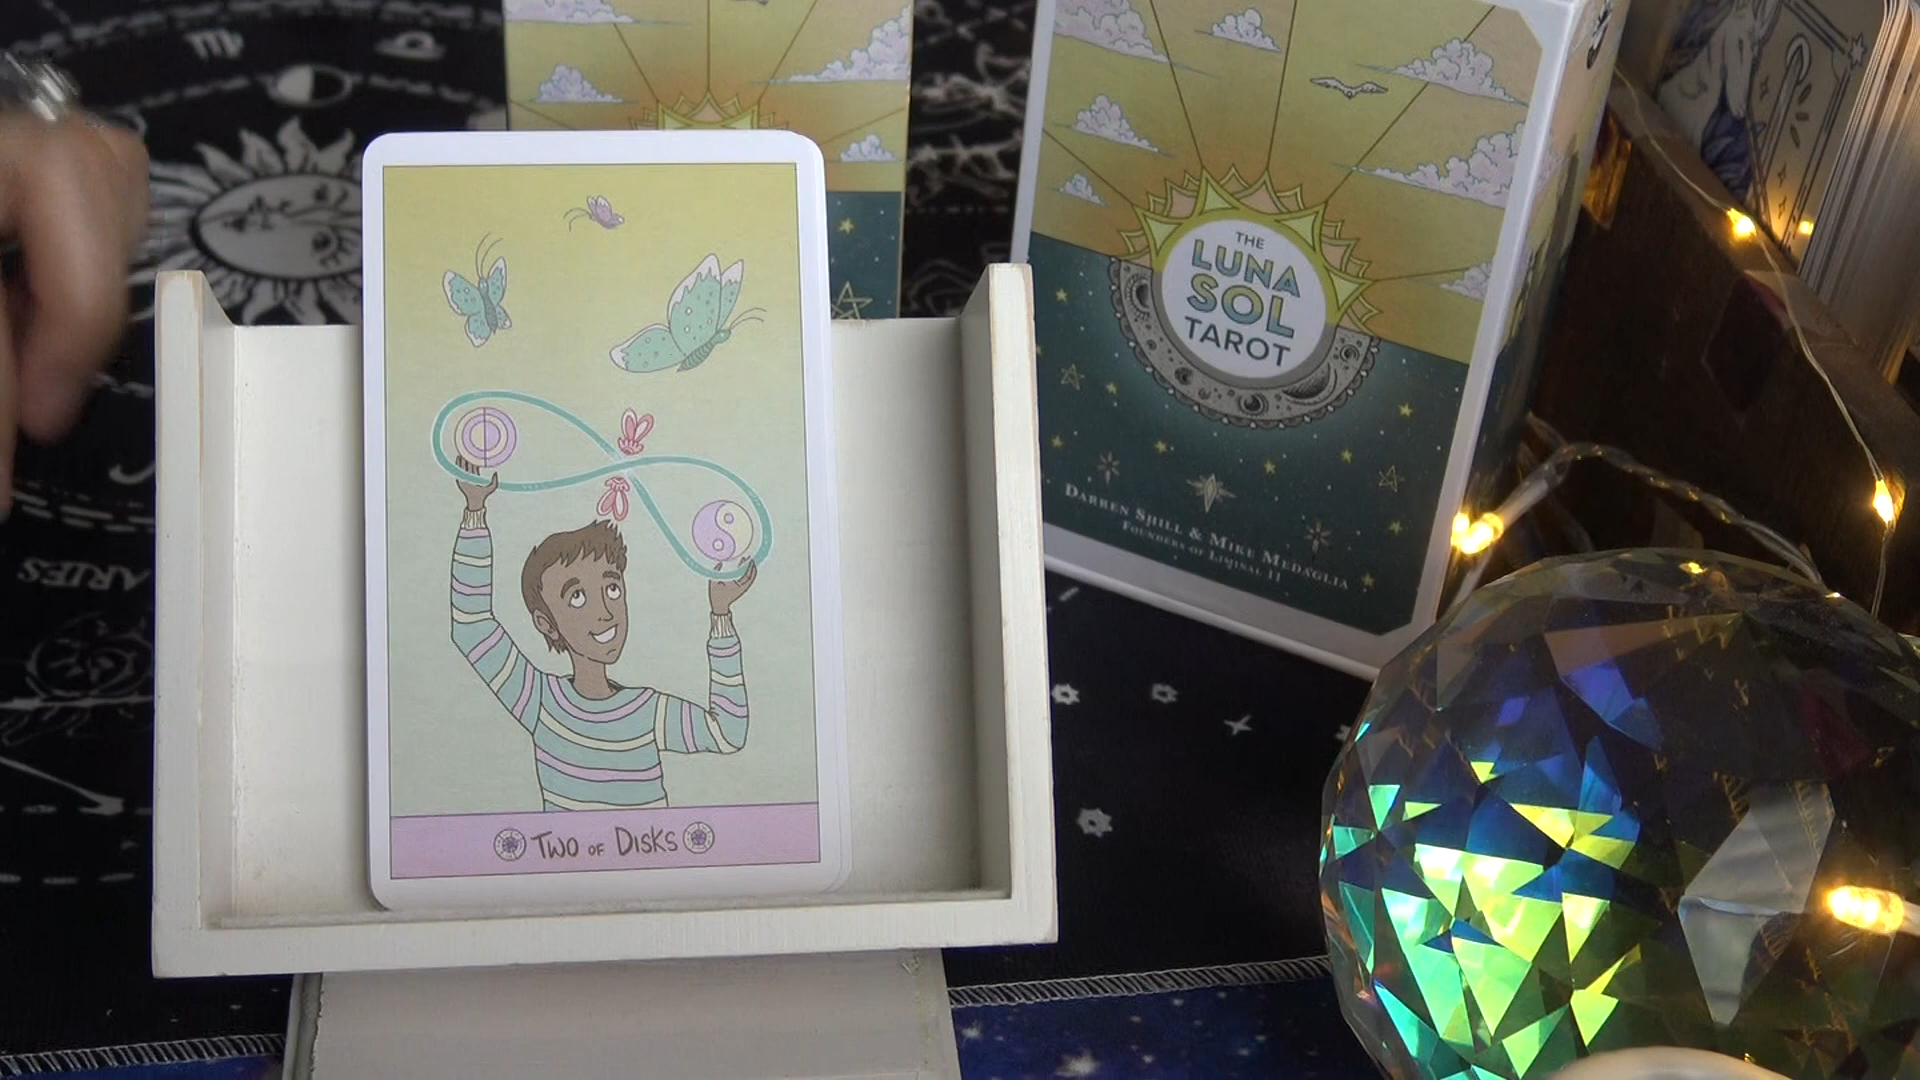 THE
LUNA
SOL
TAROT
DARREN SHILL & MIKE MEDAGLIA
FOUNDERS OF LIMINAL 11
TWO OF DISKS
ARIES